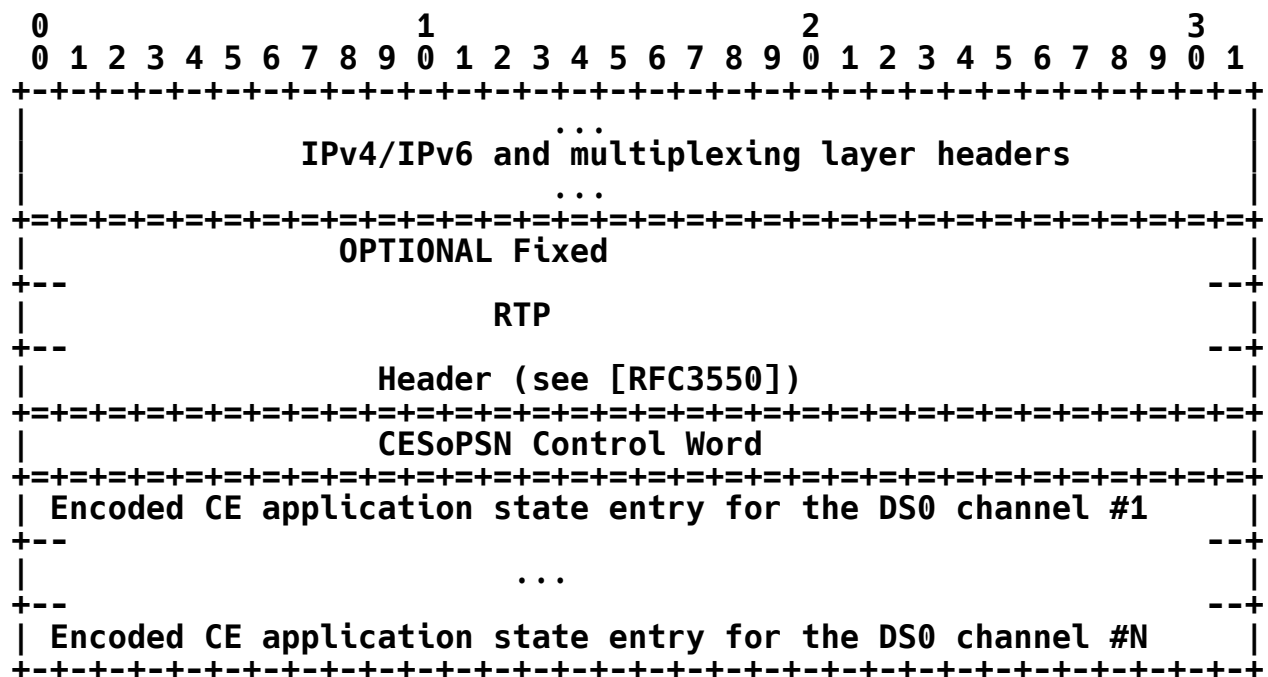 0                   1                   2                   3
 0 1 2 3 4 5 6 7 8 9 0 1 2 3 4 5 6 7 8 9 0 1 2 3 4 5 6 7 8 9 0 1
+-+-+-+-+-+-+-+-+-+-+-+-+-+-+-+-+-+-+-+-+-+-+-+-+-+-+-+-+-+-+-+-+
|                           ...                                 |
|              IPv4/IPv6 and multiplexing layer headers         |
|                           ...                                 |
+=+=+=+=+=+=+=+=+=+=+=+=+=+=+=+=+=+=+=+=+=+=+=+=+=+=+=+=+=+=+=+=+
|                OPTIONAL Fixed                                 |
+--                                                           --+
|                        RTP                                    |
+--                                                           --+
|                  Header (see [RFC3550])                       |
+=+=+=+=+=+=+=+=+=+=+=+=+=+=+=+=+=+=+=+=+=+=+=+=+=+=+=+=+=+=+=+=+
|                  CESoPSN Control Word                         |
+=+=+=+=+=+=+=+=+=+=+=+=+=+=+=+=+=+=+=+=+=+=+=+=+=+=+=+=+=+=+=+=+
| Encoded CE application state entry for the DS0 channel #1     |
+--                                                           --+
|                         ...                                   |
+--                                                           --+
| Encoded CE application state entry for the DS0 channel #N     |
+-+-+-+-+-+-+-+-+-+-+-+-+-+-+-+-+-+-+-+-+-+-+-+-+-+-+-+-+-+-+-+-+